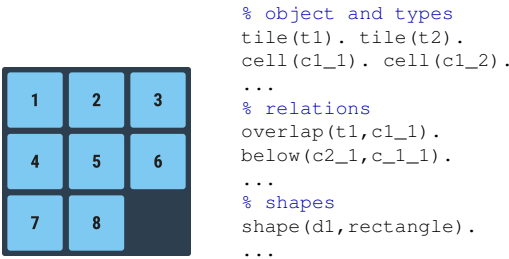 1 2 3
4 5 6
7 8
% object and types
tile(t1). tile(t2).
cell(c1_1). cell(c1_2).
...
% relations
overlap(t1,c1_1).
below(c2_1,c_1_1).
...
% shapes
shape(d1,rectangle).
...